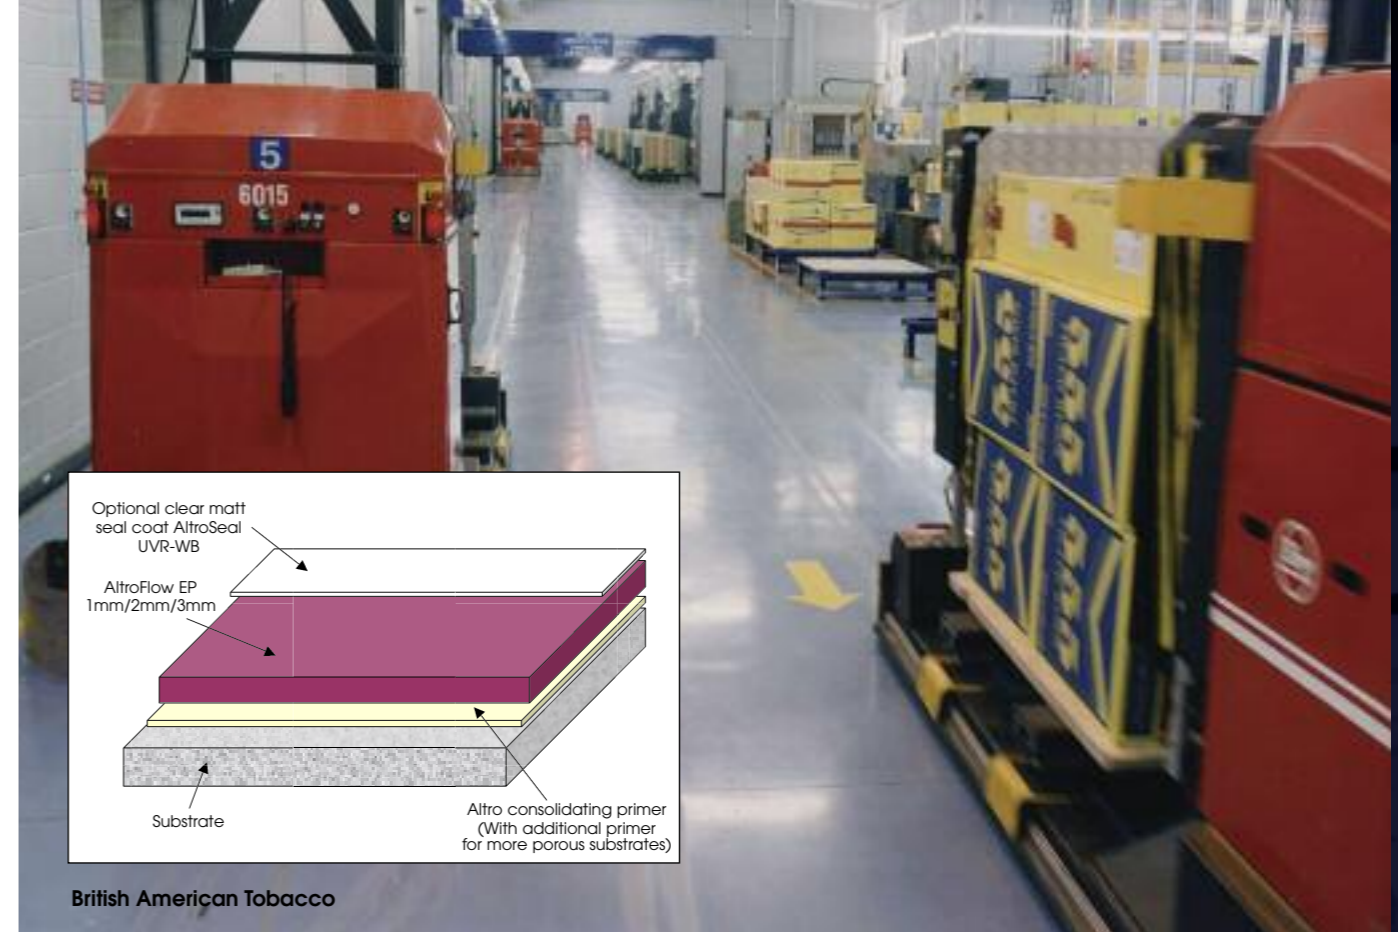 5
6015
Optional clear matt
seal coat AltroSeal
UVR-WB
AltroFlow EP
1mm/2mm/3mm
Substrate
Altro consolidating primer
(With additional primer
for more porous substrates)
British American Tobacco